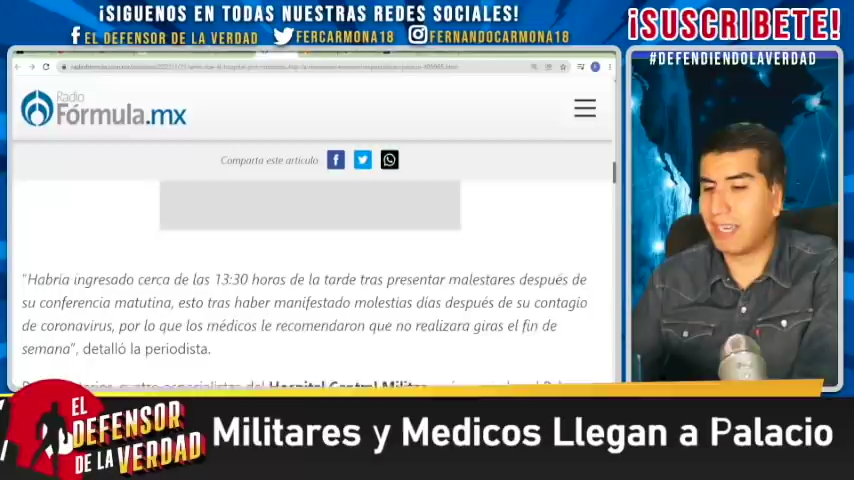 ¡SIGUENOS EN TODAS NUESTRAS REDES SOCIALES!
EL DEFENSOR DE LA VERDAD
FERCARMONA18
FERNANDOCARMONA18
¡SUSCRIBETE!
#DEFENDIENDOLAVERDAD
Radio
Fórmula.mx
Comparta este artículo
"Habría ingresado cerca de las 13:30 horas de la tarde tras presentar malestares después de
su conferencia matutina, esto tras haber manifestado molestias días después de su contagio
de coronavirus, por lo que los médicos le recomendaron que no realizara giras el fin de
semana", detalló la periodista.
Hospital Central Militar
EL
DEFENSOR
DE LA VERDAD
Militares y Medicos Llegan a Palacio